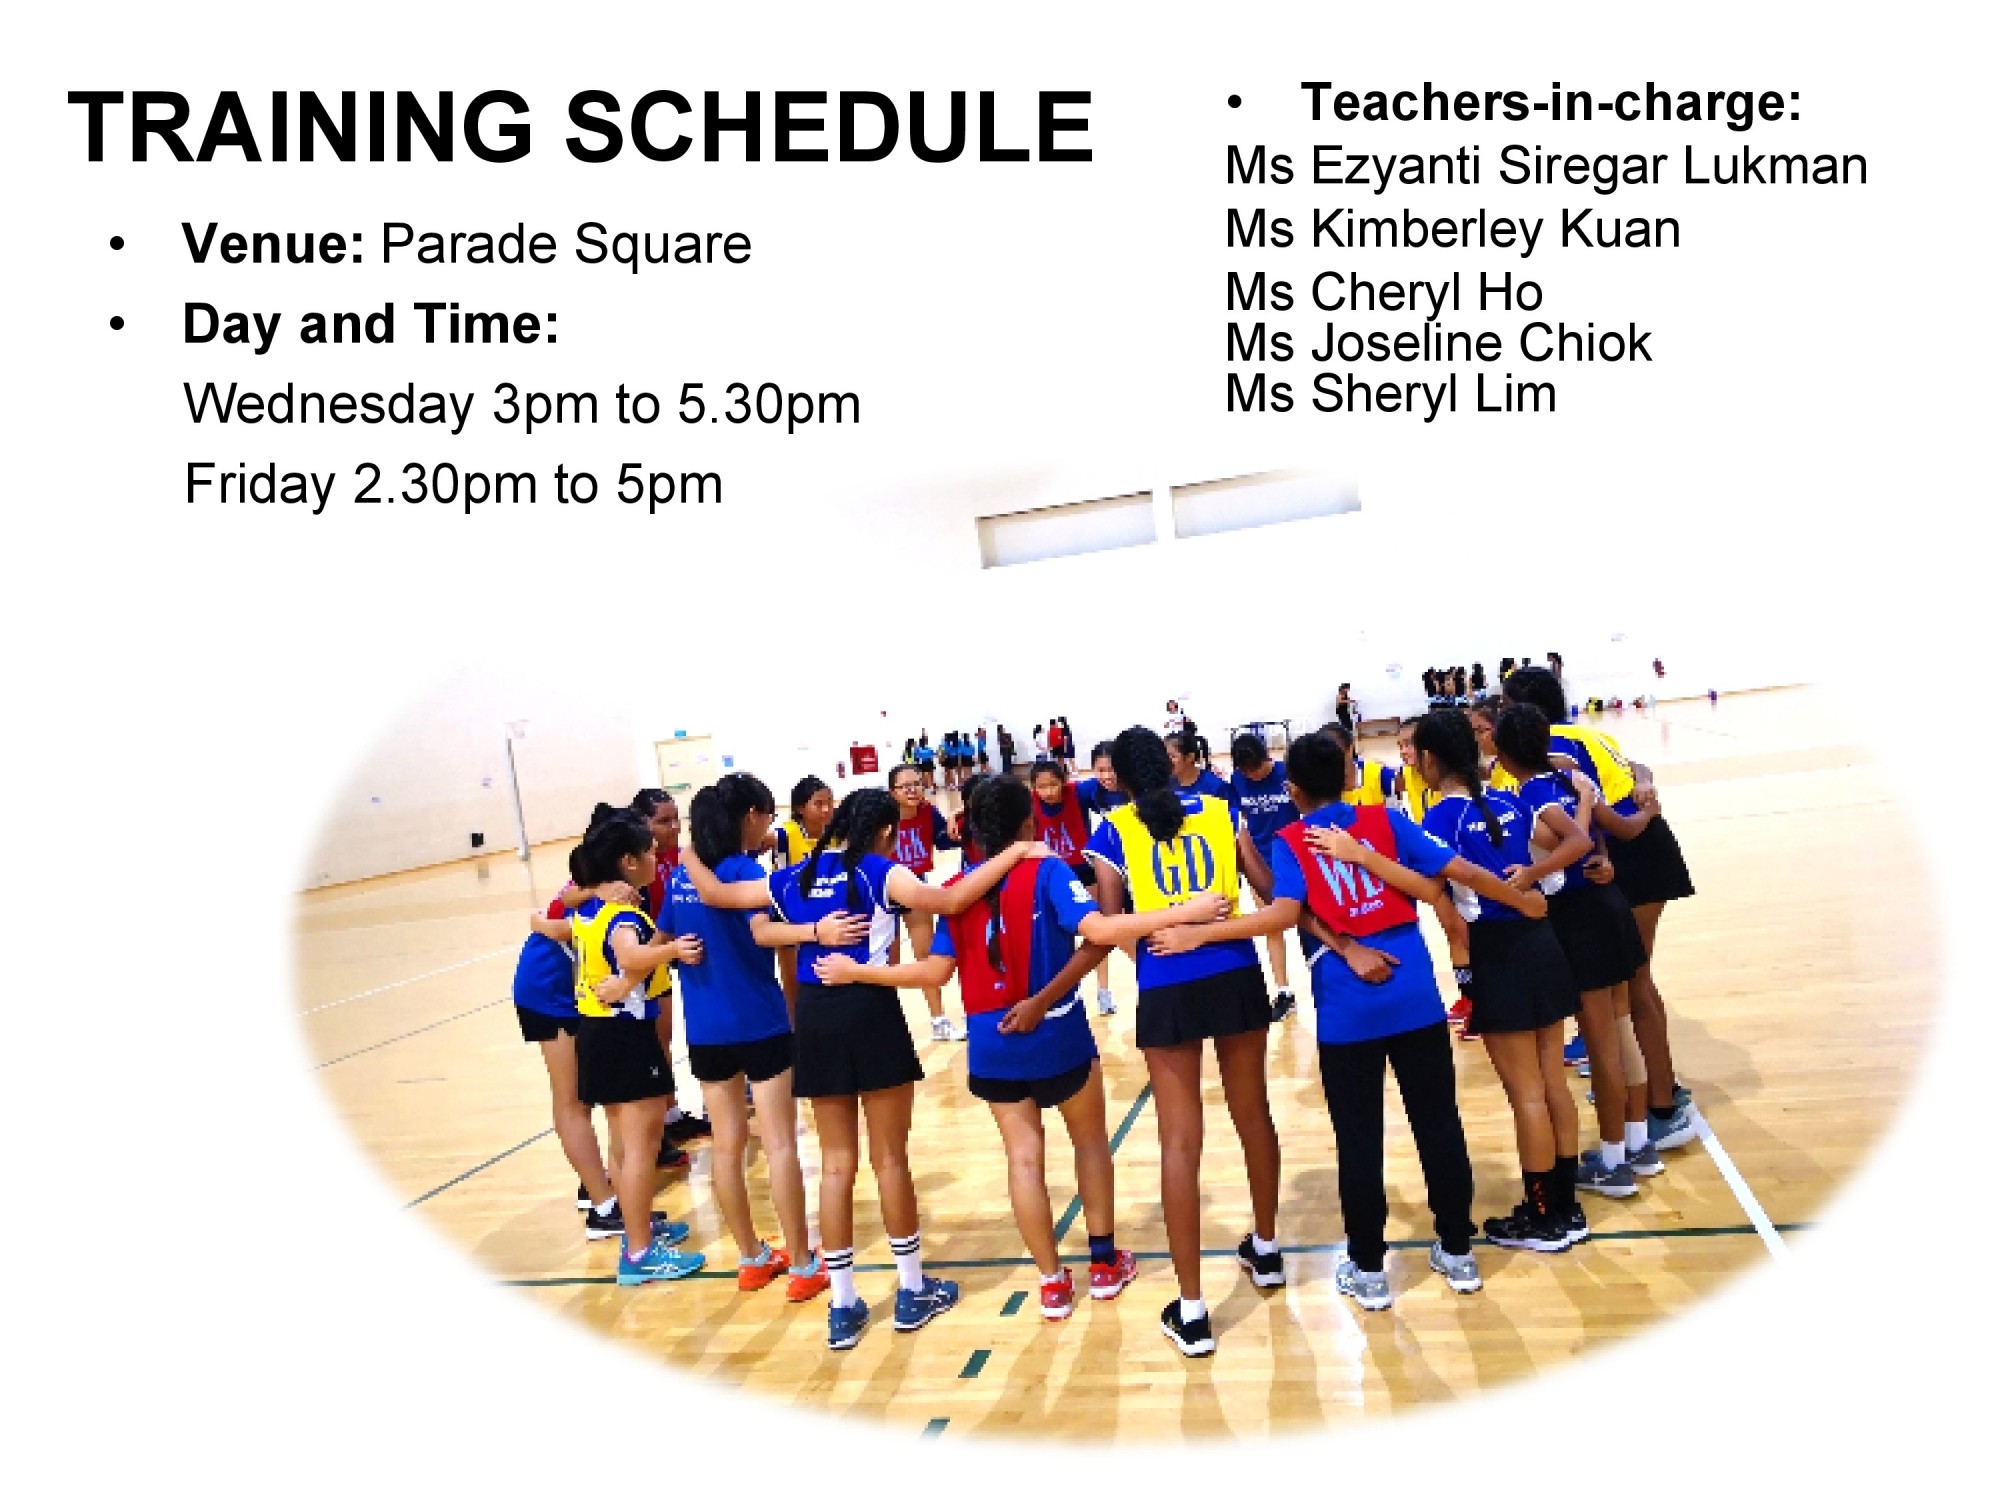 TRAINING SCHEDULE
• Venue: Parade Square
• Day and Time:
Wednesday 3pm to 5.30pm
Friday 2.30pm to 5pm
• Teachers-in-charge:
Ms Ezyanti Siregar Lukman
Ms Kimberley Kuan
Ms Cheryl Ho
Ms Joseline Chiok
Ms Sheryl Lim
GK
GA
GD